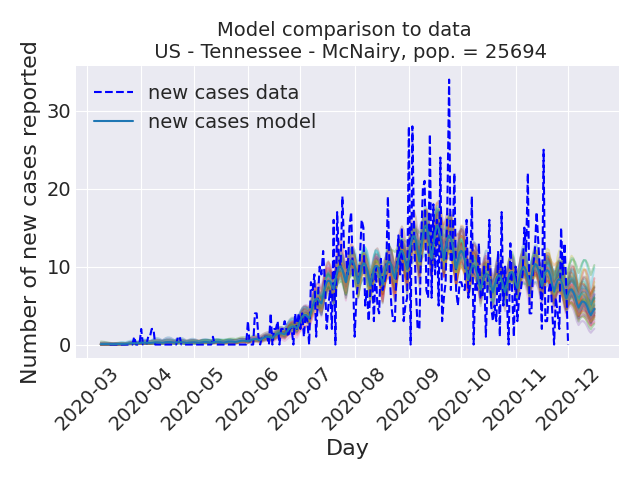 Model comparison to data
US - Tennessee - McNairy, pop. = 25694
Number of new cases reported
30
20
10
0
new cases data
new cases model
2020-03
2020-04
2020-05
2020-06
2020-07
2020-08
2020-09
2020-10
2020-11
2020-12
Day